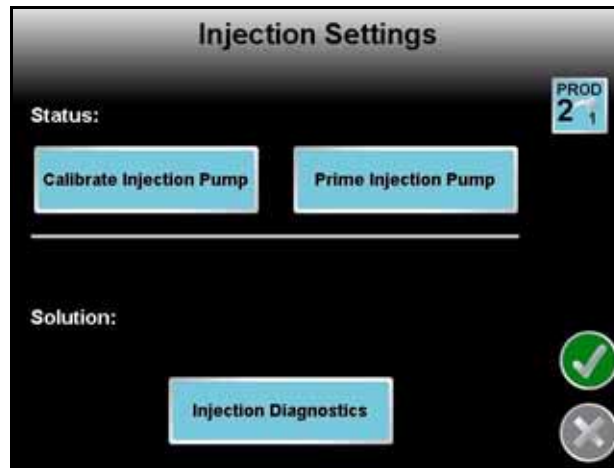 Injection Settings
PROD
2 1
Status:
Calibrate Injection Pump Prime Injection Pump
Solution:
Injection Diagnostics